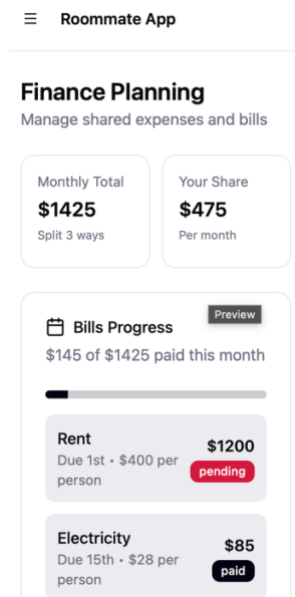 Roommate App
Finance Planning
Manage shared expenses and bills
Monthly Total
$1425
Split 3 ways
Your Share
$475
Per month
Preview
Bills Progress
$145 of $1425 paid this month
Rent
Due 1st • $400 per
person
$1200
pending
Electricity
Due 15th • $28 per
person
$85
paid